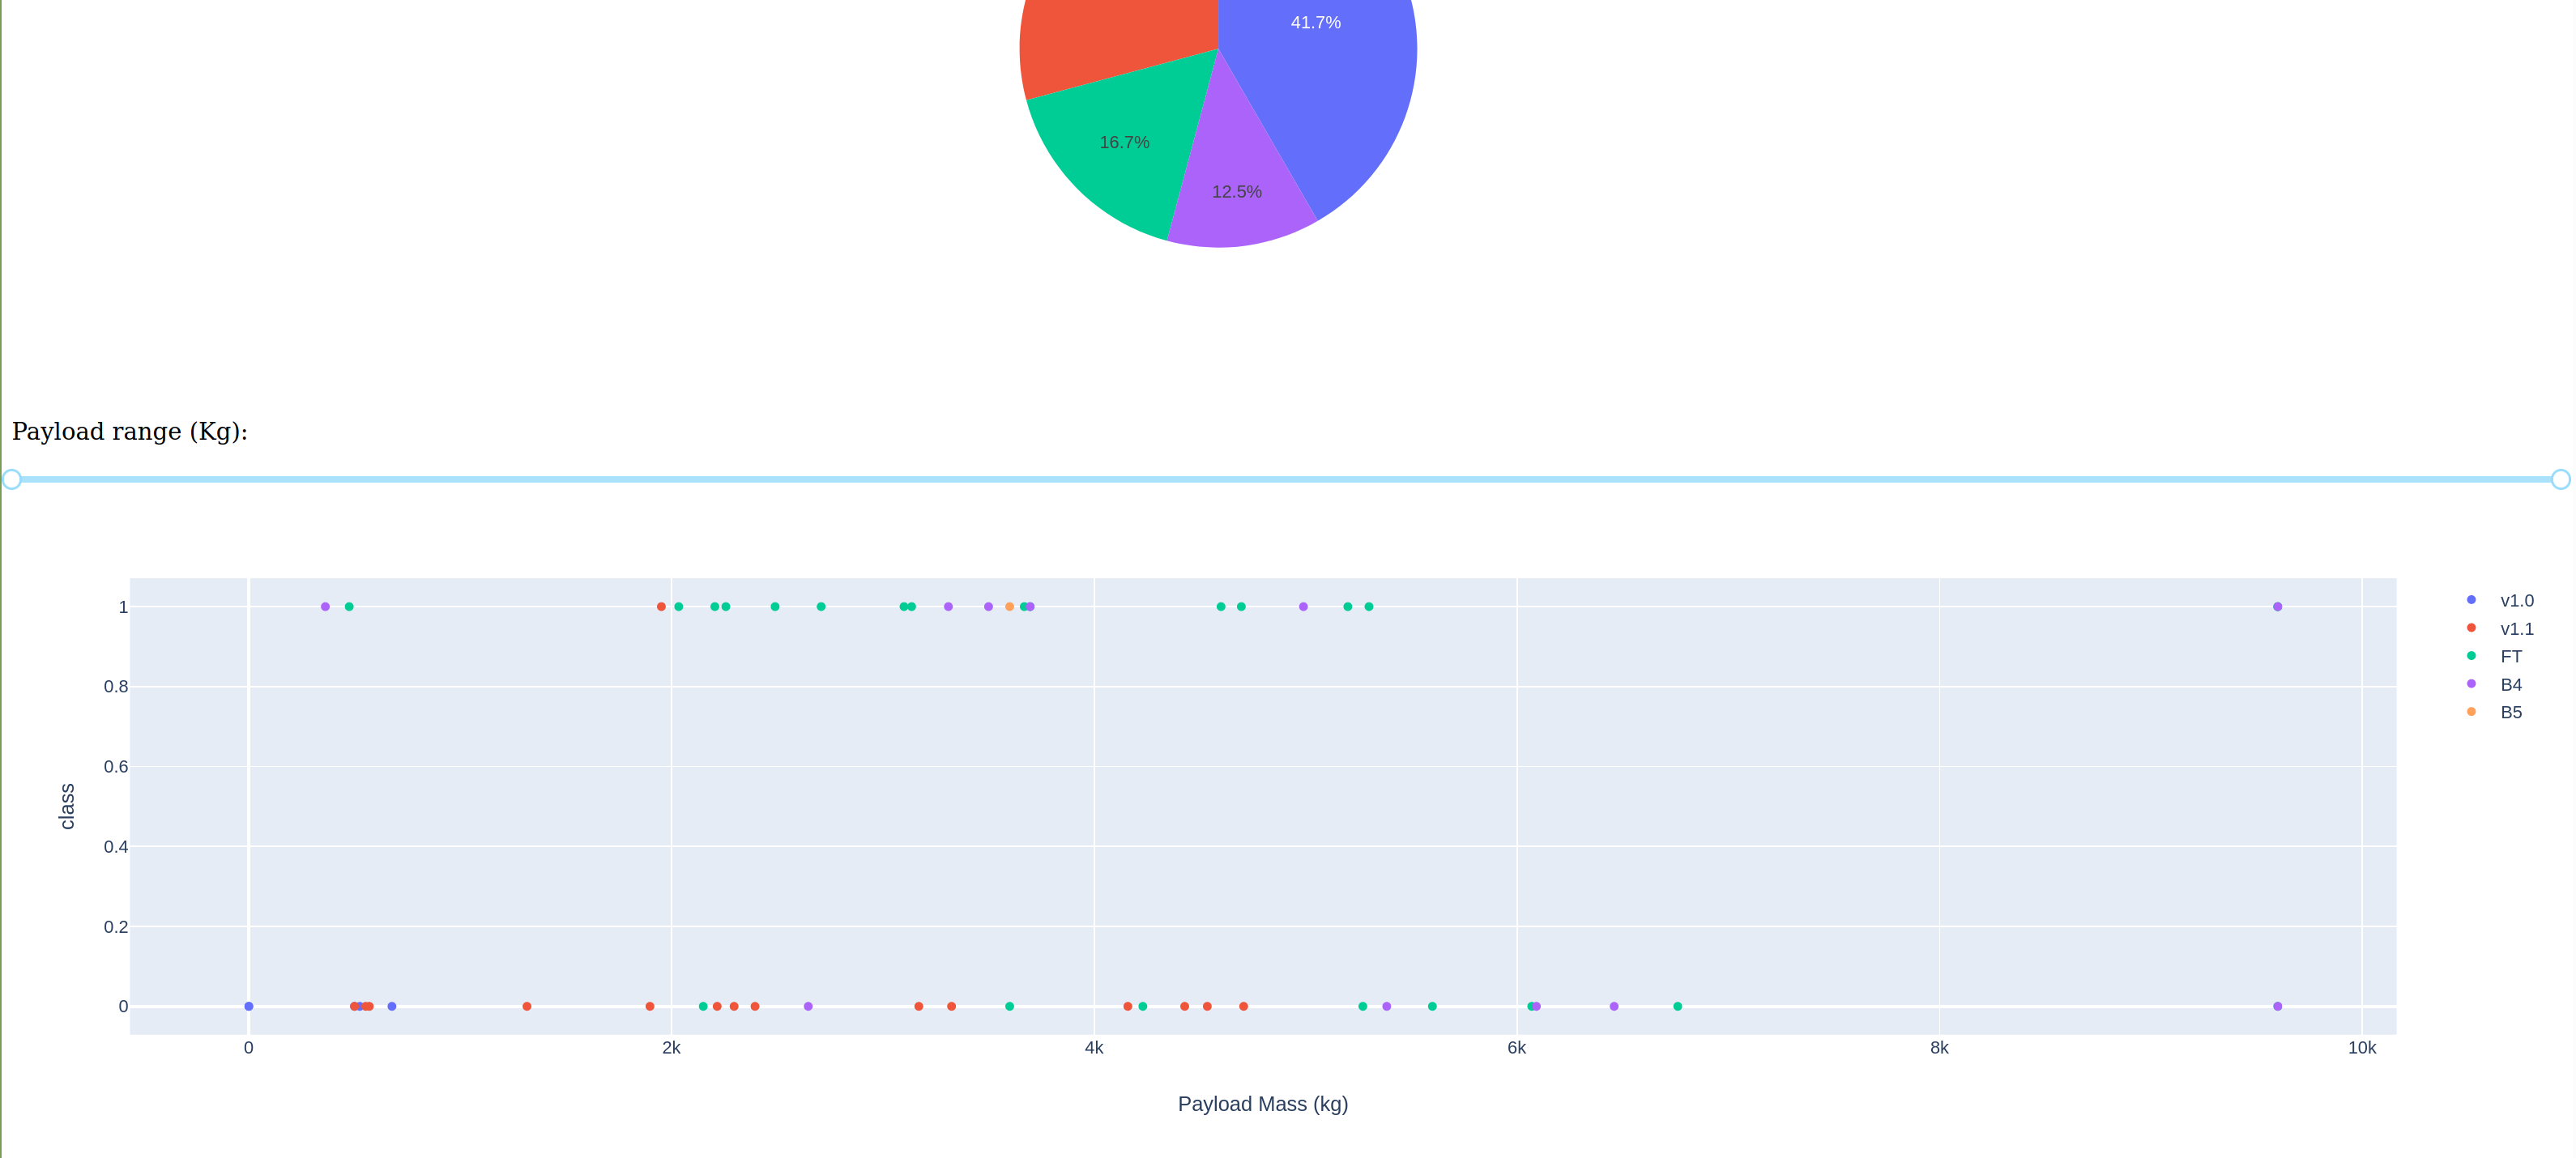 41.7%
16.7%
12.5%
Payload range (Kg):
1
0.8
0.6
0.4
0.2
0
class
0 2k 4k 6k 8k 10k
Payload Mass (kg)
v1.0
v1.1
FT
B4
B5